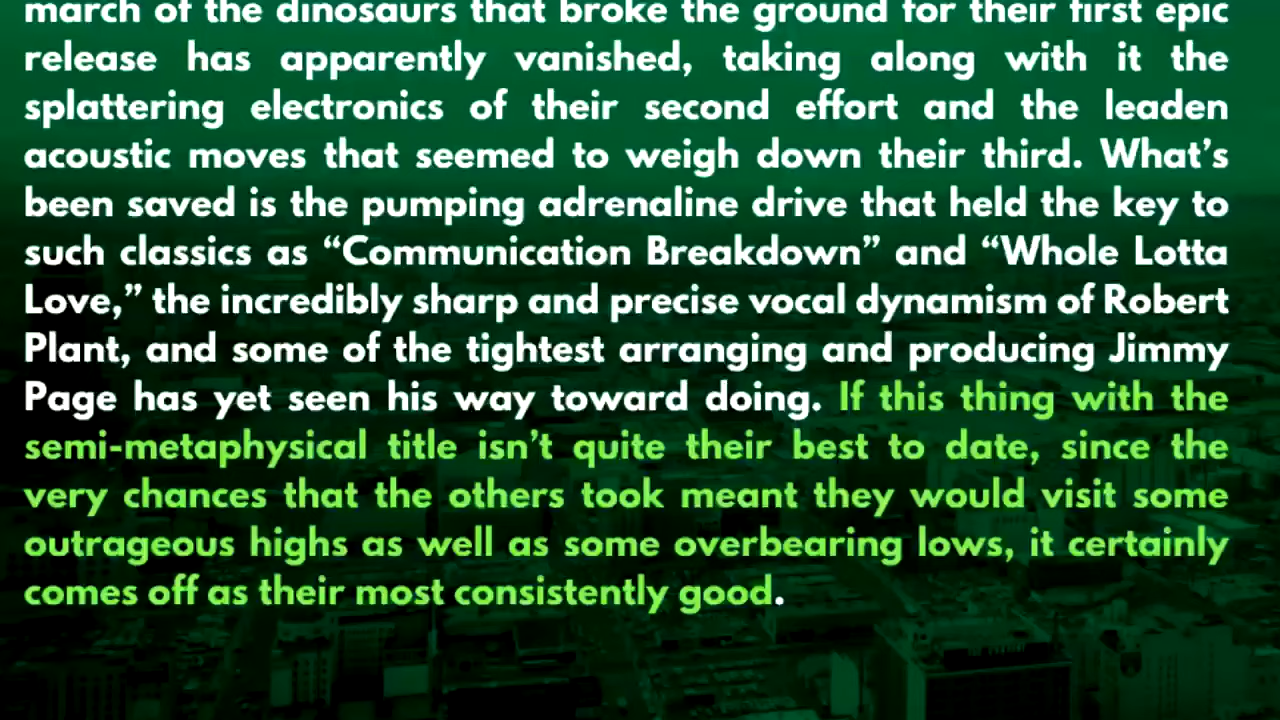 march of the dinosaurs that broke the ground for their first epic
release has apparently vanished, taking along with it the
splattering electronics of their second effort and the leaden
acoustic moves that seemed to weigh down their third. What’s
been saved is the pumping adrenaline drive that held the key to
such classics as “Communication Breakdown” and “Whole Lotta
Love,” the incredibly sharp and precise vocal dynamism of Robert
Plant, and some of the tightest arranging and producing Jimmy
Page has yet seen his way toward doing. If this thing with the
semi-metaphysical title isn’t quite their best to date, since the
very chances that the others took meant they would visit some
outrageous highs as well as some overbearing lows, it certainly
comes off as their most consistently good.